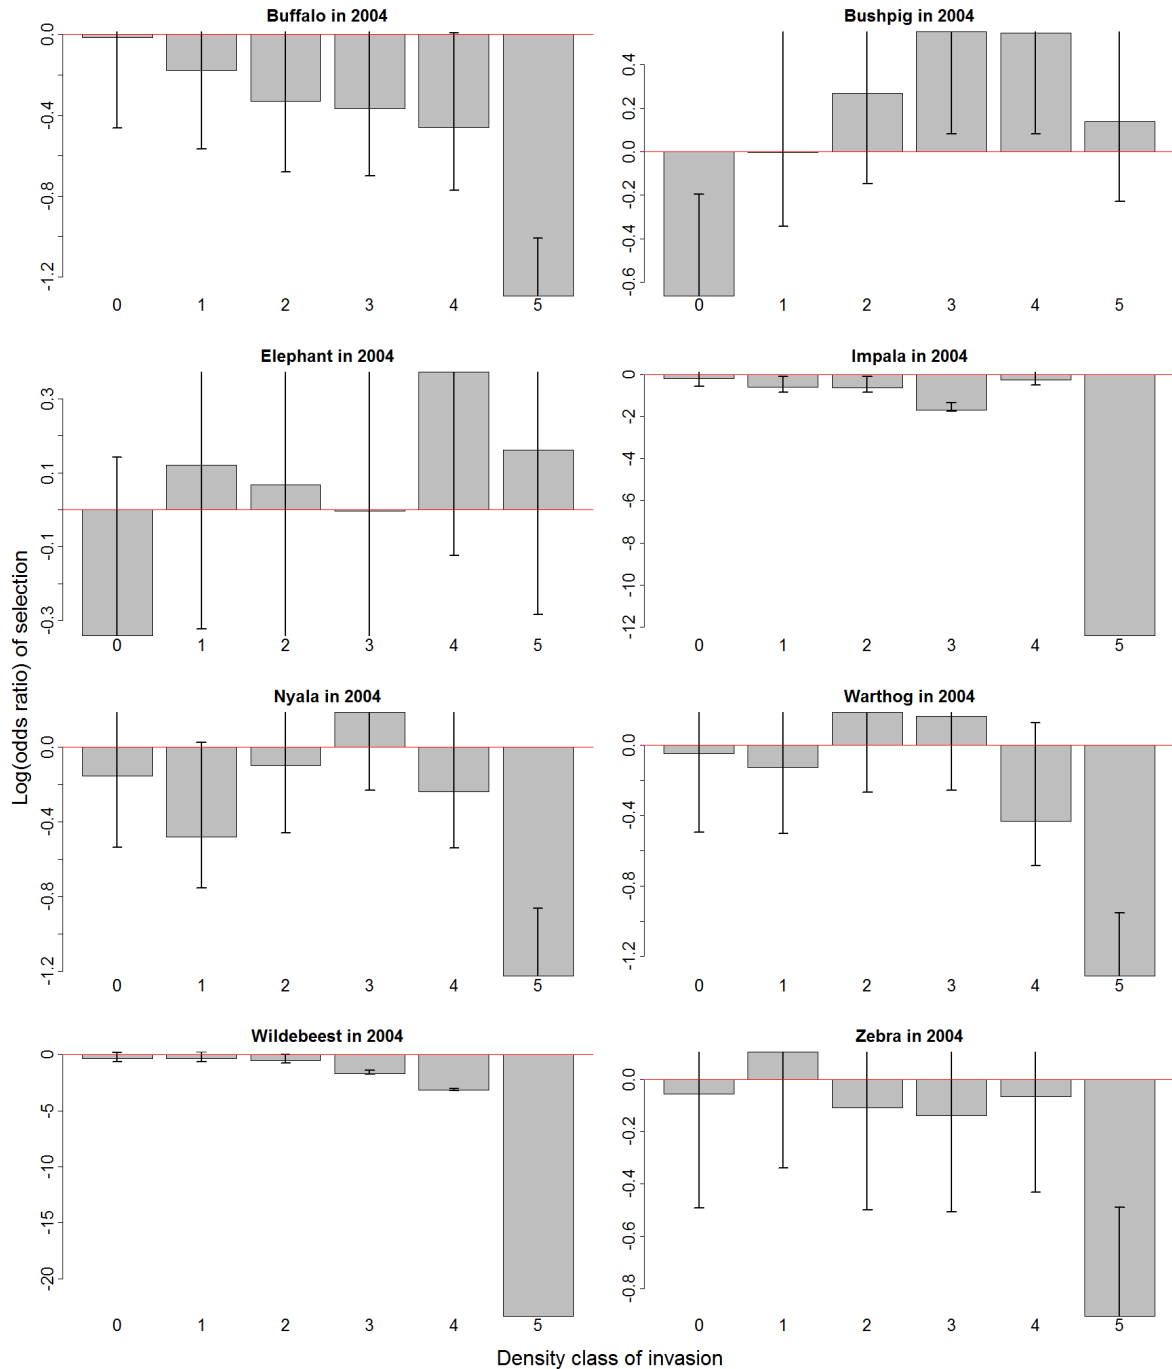 Buffalo in 2004
0.0
-0.4
-0.8
-1.2
0 1 2 3 4 5
Bushpig in 2004
0.4
0.2
0.0
-0.2
-0.4
-0.6
0 1 2 3 4 5
Elephant in 2004
0.3
0.1
-0.1
-0.3
0 1 2 3 4 5
Impala in 2004
0
-2
-4
-6
-8
-10
-12
0 1 2 3 4 5
Nyala in 2004
0.0
-0.4
-0.8
-1.2
0 1 2 3 4 5
Warthog in 2004
0.0
-0.4
-0.8
-1.2
0 1 2 3 4 5
Wildebeest in 2004
0
-5
-10
-15
-20
0 1 2 3 4 5
Zebra in 2004
0.0
-0.2
-0.4
-0.6
-0.8
0 1 2 3 4 5
Log(odds ratio) of selection
Density class of invasion